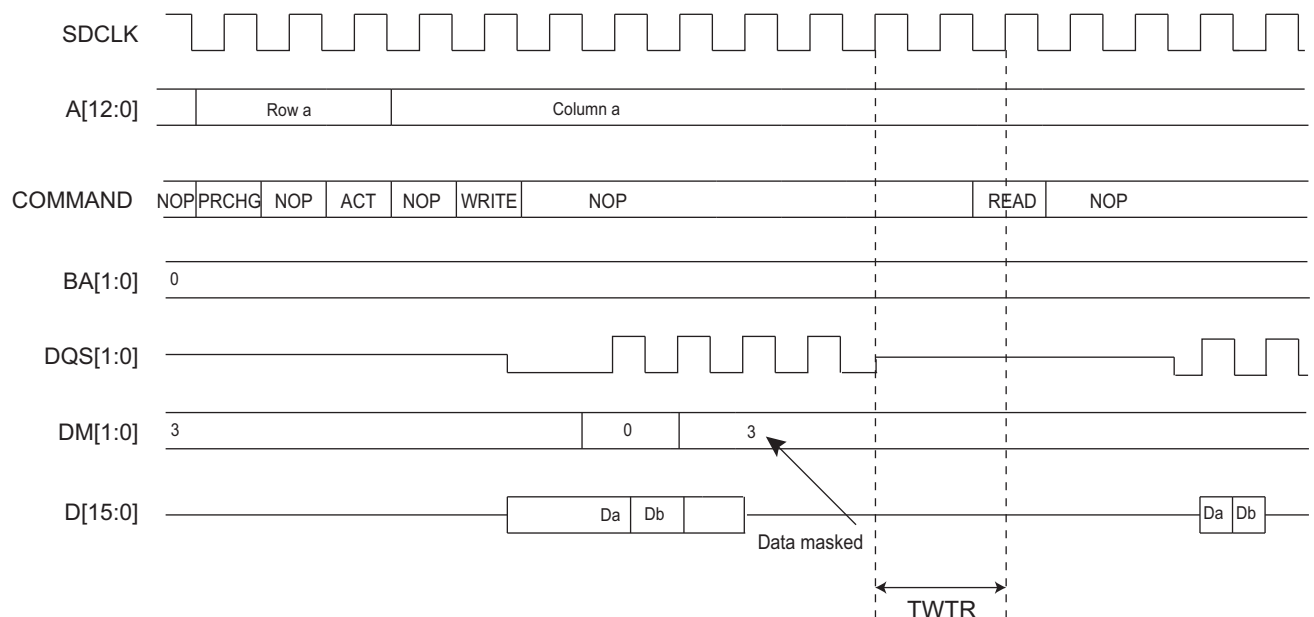 SDCLK
A[12:0] Row a Column a
COMMAND NOP PRCHG NOP ACT NOP WRITE NOP READ NOP
BA[1:0] 0
DQS[1:0]
DM[1:0] 3 0 3
D[15:0] Da Db Da Db
Data masked
TWTR